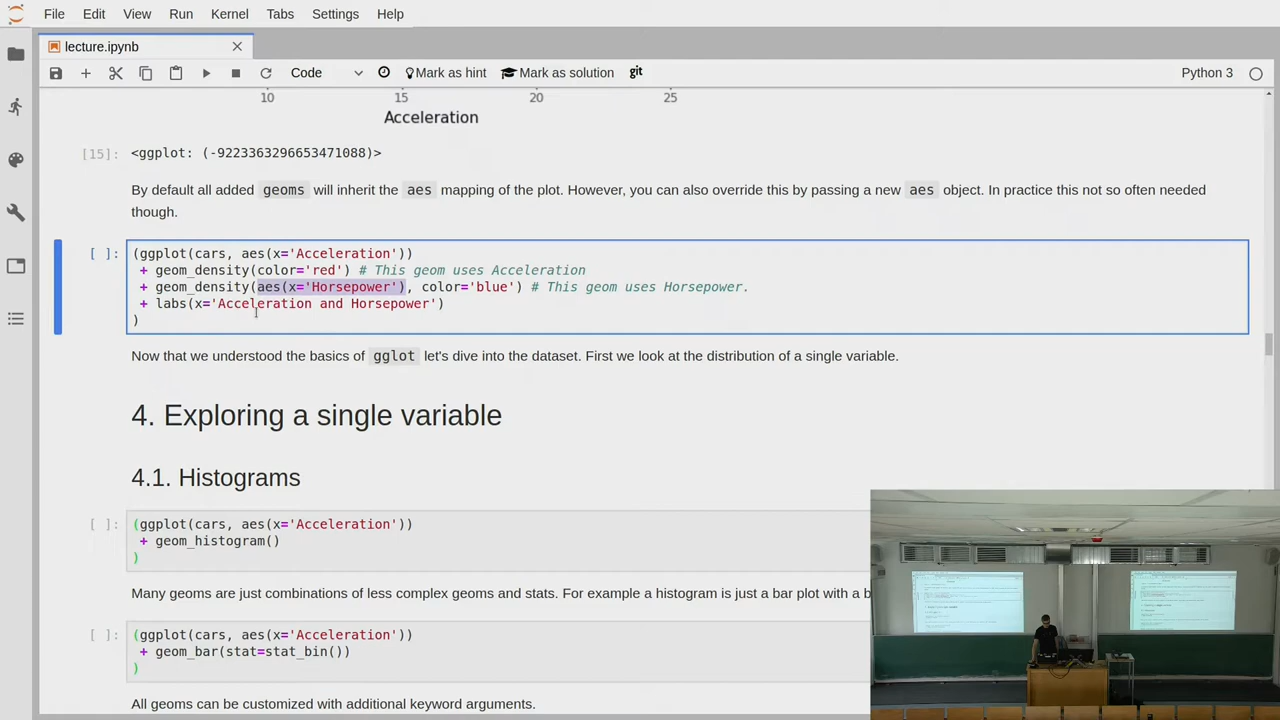 File Edit View Run Kernel Tabs Settings Help
lecture.ipynb
Code Mark as hint Mark as solution git Python 3
10 15 20 25
Acceleration
[15]: <ggplot: (-9223363296653471088)>
By default all added geoms will inherit the aes mapping of the plot. However, you can also override this by passing a new aes object. In practice this not so often needed
though.
[ ]: (ggplot(cars, aes(x='Acceleration'))
+ geom_density(color='red') # This geom uses Acceleration
+ geom_density(aes(x='Horsepower'), color='blue') # This geom uses Horsepower.
+ labs(x='Acceleration and Horsepower')
)
Now that we understood the basics of gglot let's dive into the dataset. First we look at the distribution of a single variable.
4. Exploring a single variable
4.1. Histograms
[ ]: (ggplot(cars, aes(x='Acceleration'))
+ geom_histogram()
)
Many geoms are just combinations of less complex geoms and stats. For example a histogram is just a bar plot with a b
[ ]: (ggplot(cars, aes(x='Acceleration'))
+ geom_bar(stat=stat_bin())
)
All geoms can be customized with additional keyword arguments.